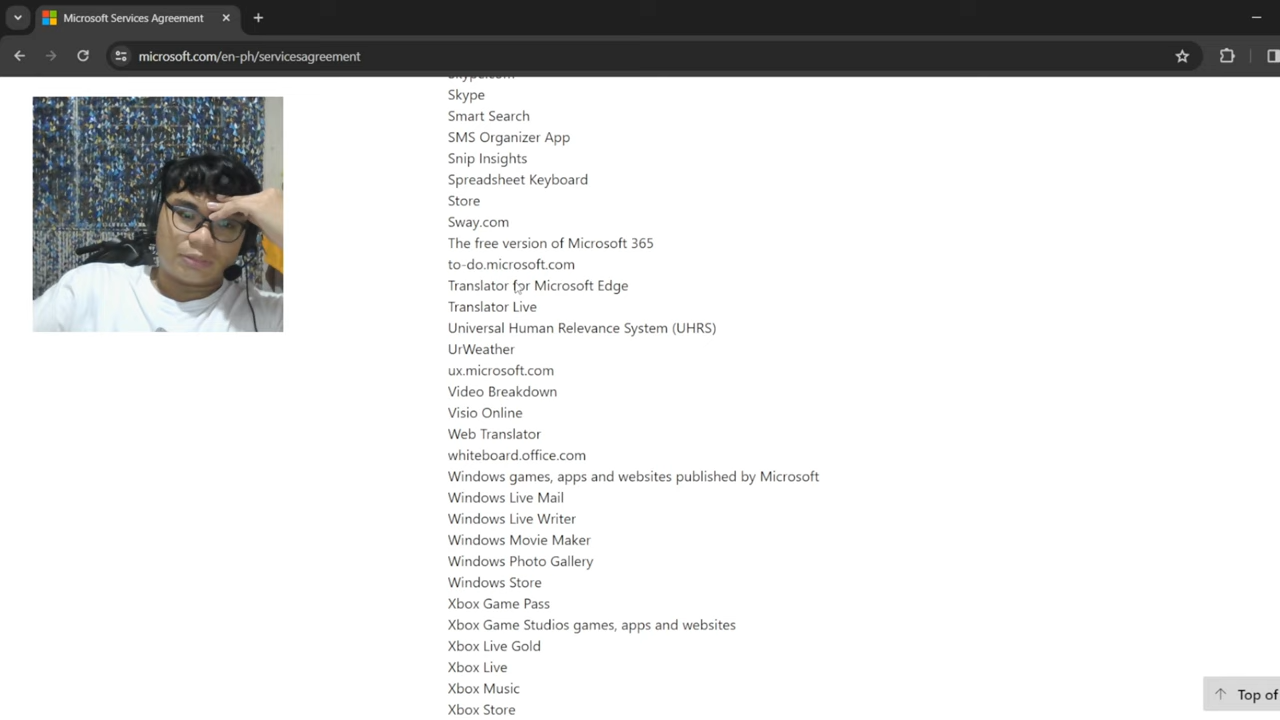 Microsoft Services Agreement
microsoft.com/en-ph/servicesagreement
Skype.com
Skype
Smart Search
SMS Organizer App
Snip Insights
Spreadsheet Keyboard
Store
Sway.com
The free version of Microsoft 365
to-do.microsoft.com
Translator for Microsoft Edge
Translator Live
Universal Human Relevance System (UHRS)
UrWeather
ux.microsoft.com
Video Breakdown
Visio Online
Web Translator
whiteboard.office.com
Windows games, apps and websites published by Microsoft
Windows Live Mail
Windows Live Writer
Windows Movie Maker
Windows Photo Gallery
Windows Store
Xbox Game Pass
Xbox Game Studios games, apps and websites
Xbox Live Gold
Xbox Live
Xbox Music
Xbox Store
Top of